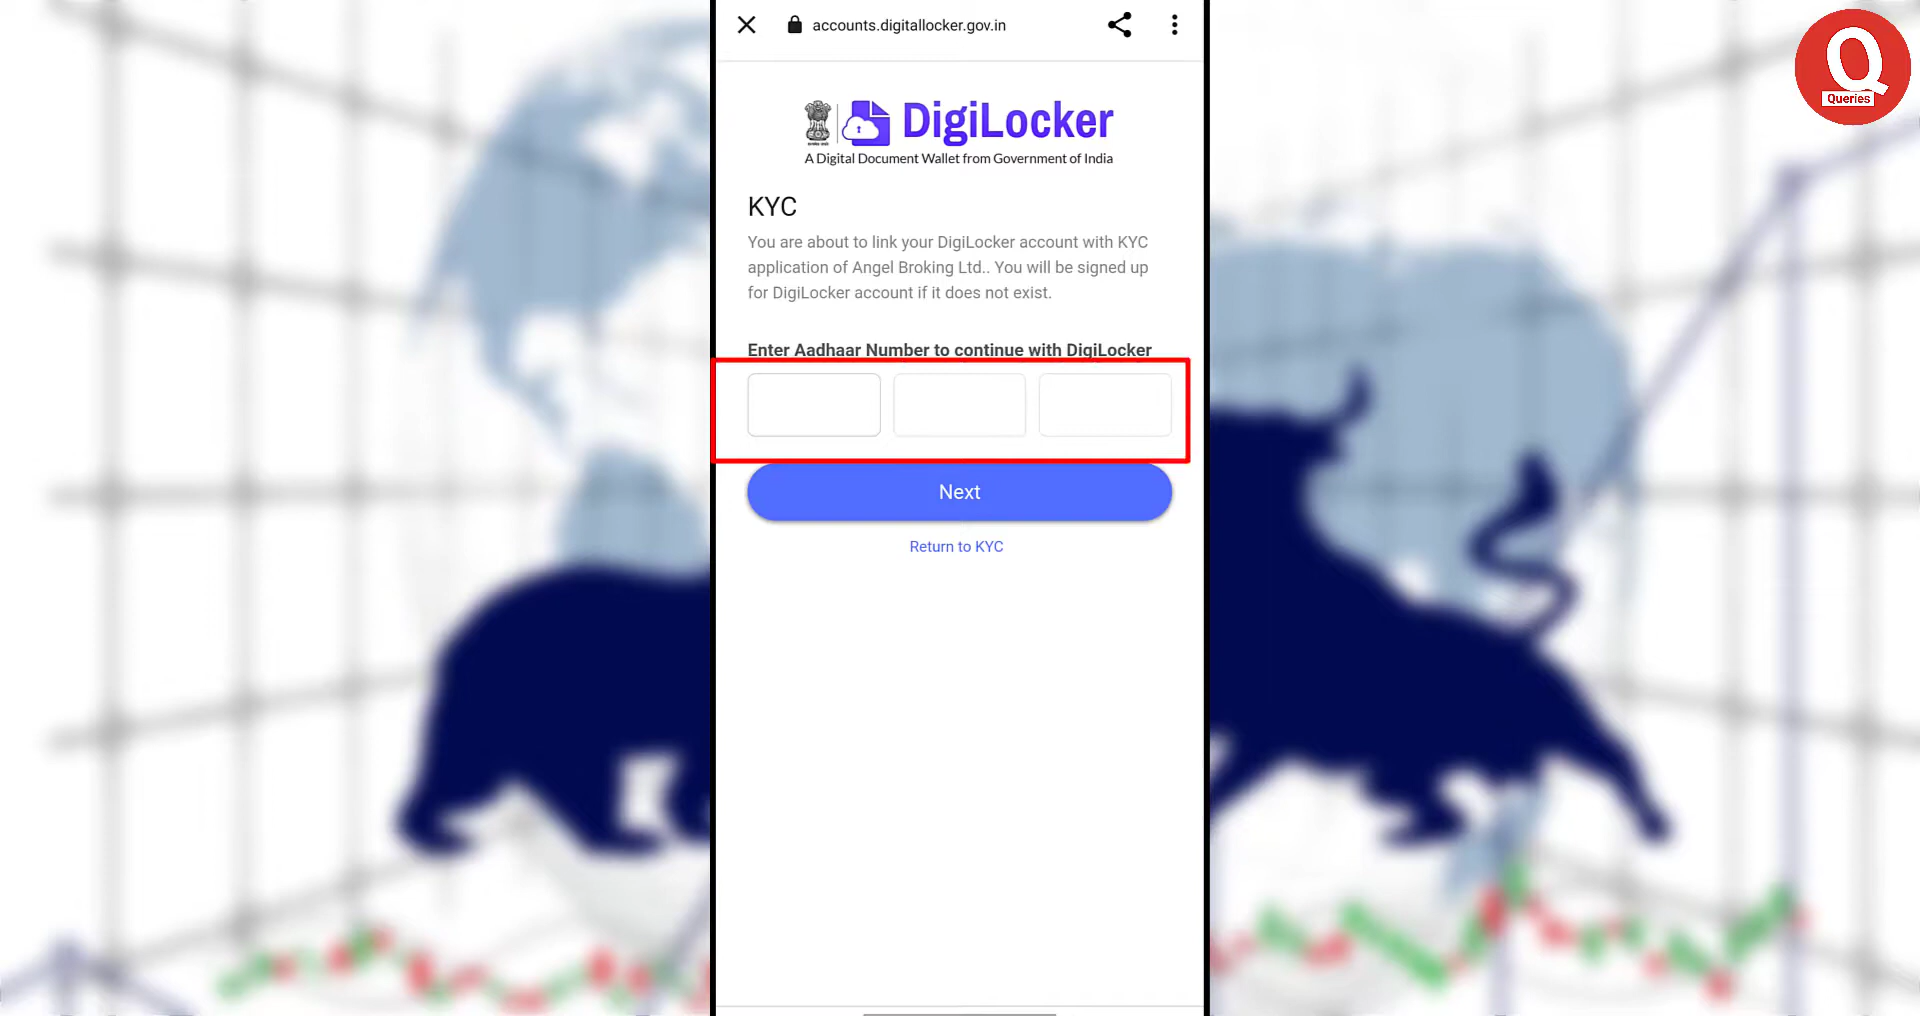 accounts.digitallocker.gov.in
Queries
DigiLocker
A Digital Document Wallet from Government of India
KYC
You are about to link your DigiLocker account with KYC
application of Angel Broking Ltd.. You will be signed up
for DigiLocker account if it does not exist.
Enter Aadhaar Number to continue with DigiLocker
Next
Return to KYC